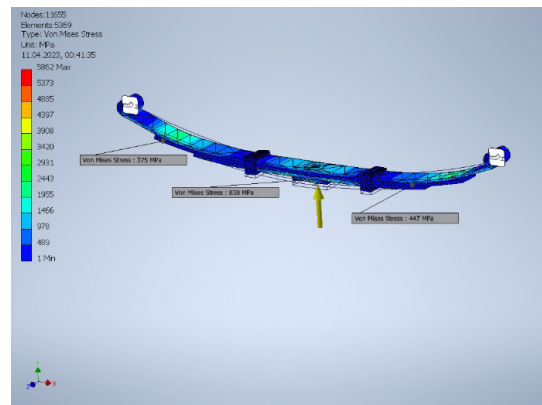 Nodes:11655
Elements:5369
Type: Von Mises Stress
Unit: MPa
11.04.2023, 00:41:35
5862 Max
5373
4885
4397
3908
3420
2931
2443
1955
1466
978
489
1 Min
Von Mises Stress : 375 MPa
Von Mises Stress : 838 MPa
Von Mises Stress : 447 MPa
Y
Z
X